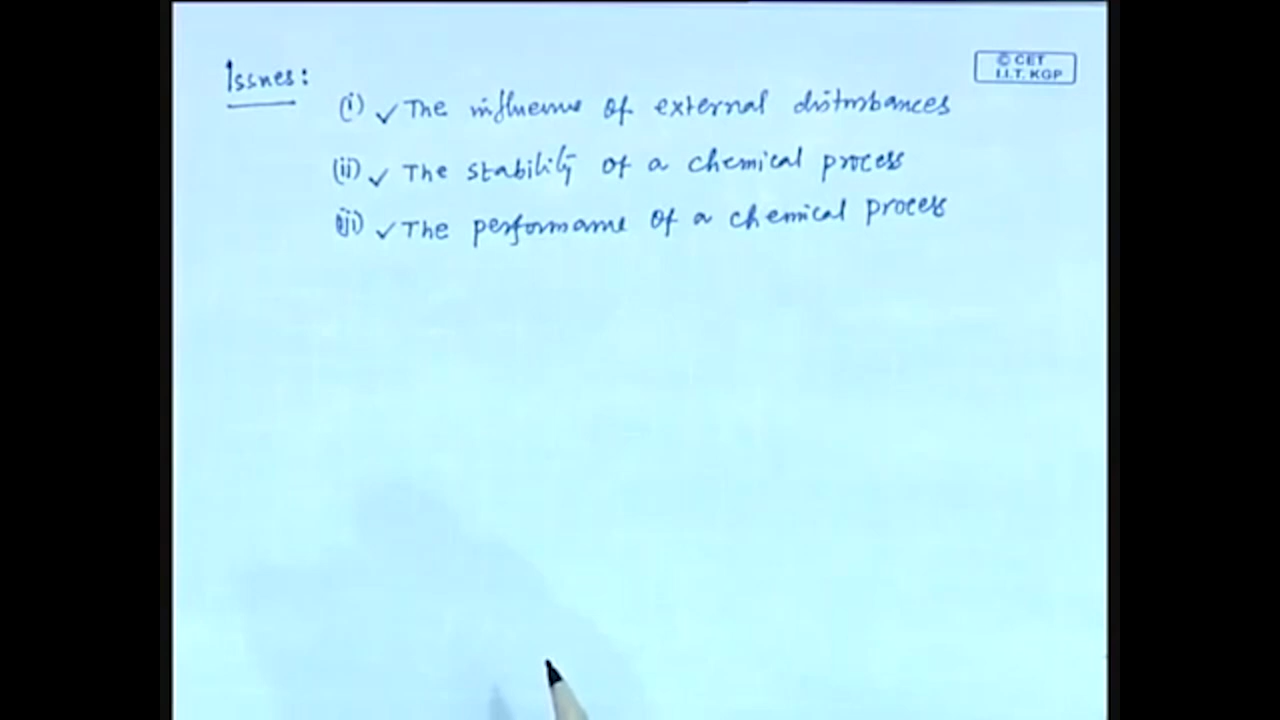 Issues:
© CET
I.I.T. KGP
(i) ✓ The influence of external disturbances
(ii) ✓ The stability of a chemical process
(iii) ✓ The performance of a chemical process